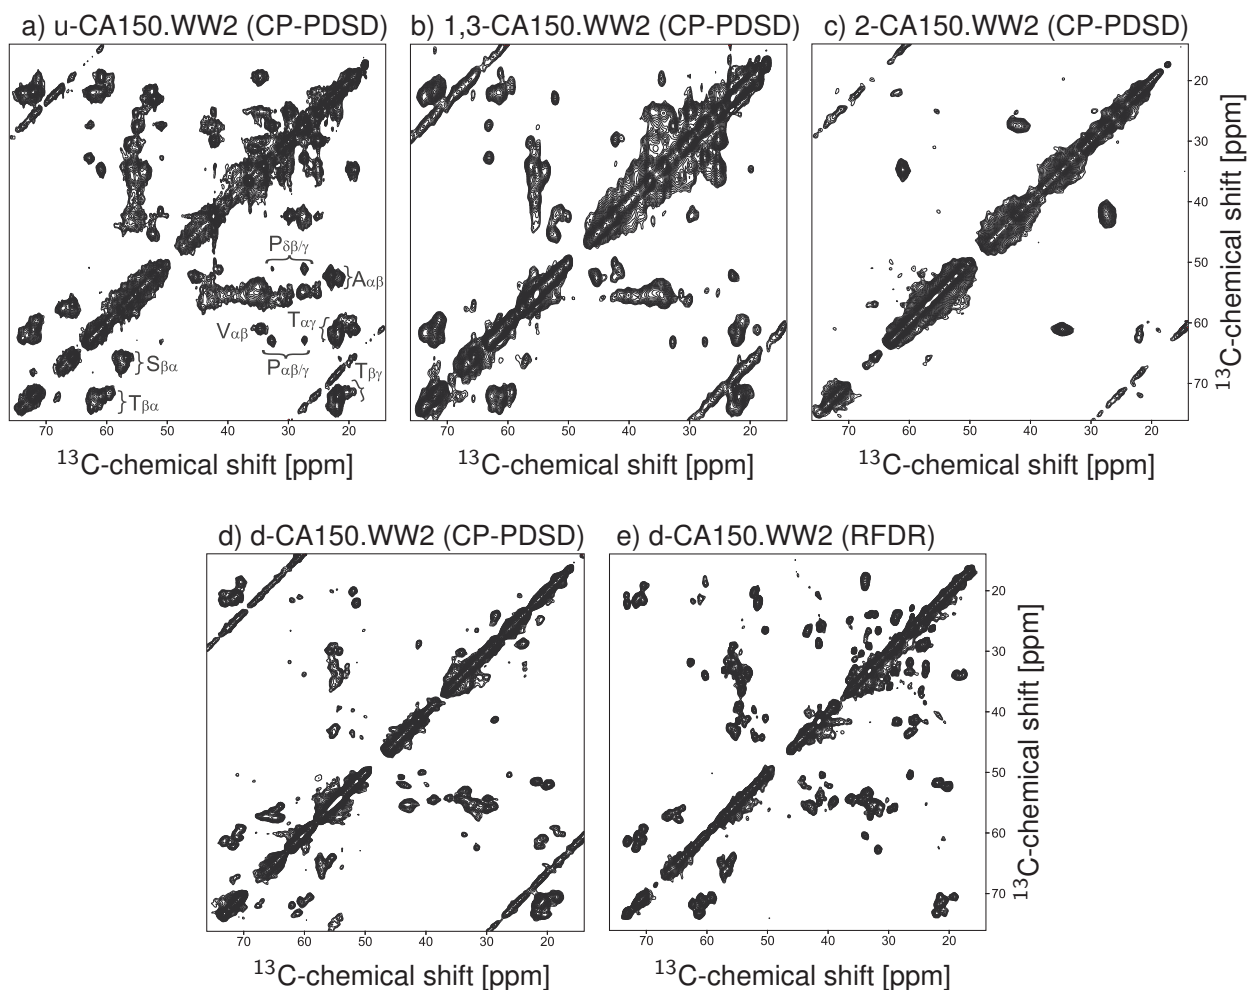 a) u-CA150.WW2 (CP-PDSD)
b) 1,3-CA150.WW2 (CP-PDSD)
c) 2-CA150.WW2 (CP-PDSD)
Pδβ/γ
Aαβ
Vαβ
Tαγ
Pαβ/γ
Sβα
Tβγ
Tβα
20
30
40
50
60
70
¹³C-chemical shift [ppm]
70 60 50 40 30 20
70 60 50 40 30 20
70 60 50 40 30 20
¹³C-chemical shift [ppm]
¹³C-chemical shift [ppm]
¹³C-chemical shift [ppm]
d) d-CA150.WW2 (CP-PDSD)
e) d-CA150.WW2 (RFDR)
20
30
40
50
60
70
¹³C-chemical shift [ppm]
70 60 50 40 30 20
70 60 50 40 30 20
¹³C-chemical shift [ppm]
¹³C-chemical shift [ppm]